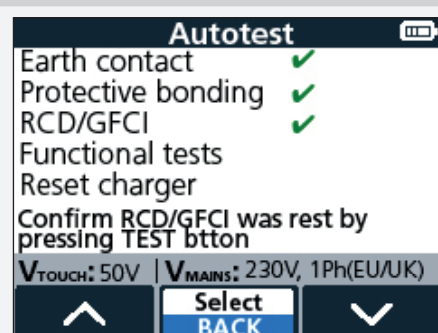 Autotest
Earth contact ✔
Protective bonding ✔
RCD/GFCI ✔
Functional tests
Reset charger
Confirm RCD/GFCI was rest by
pressing TEST btton
VTOUCH: 50V | VMAINS: 230V, 1Ph(EU/UK)
Select
BACK